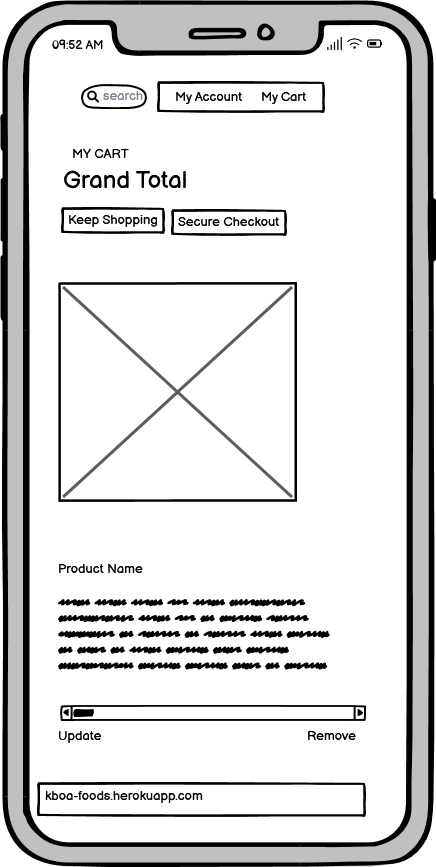 09:52 AM
search My Account My Cart
MY CART
Grand Total
Keep Shopping Secure Checkout
Product Name
Update Remove
kboa-foods.herokuapp.com